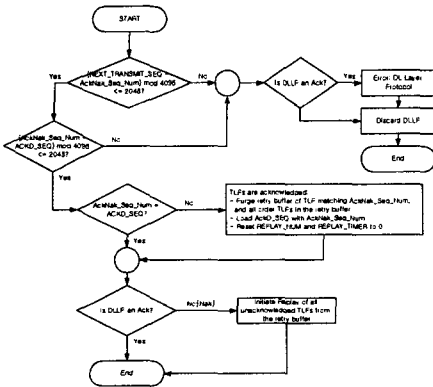 START
(NEXT_TRANSMIT_SEQ -
AckNak_Seq_Num) mod 4096
<= 2048?
Yes
No
Is DLLP an Ack?
Yes
Error: DL Layer
Protocol
Discard DLLP
End
(AckNak_Seq_Num -
ACKD_SEQ) mod 4096
<= 2048?
No
Yes
AckNak_Seq_Num =
ACKD_SEQ?
No
Yes
TLPs are acknowledged:
- Purge retry buffer of TLP matching AckNak_Seq_Num,
and all older TLPs in the retry buffer
- Load AckD_SEQ with AckNak_Seq_Num
- Reset REPLAY_NUM and REPLAY_TIMER to 0
Is DLLP an Ack?
No (Nak)
Yes
Initiate Replay of all
unacknowledged TLPs from
the retry buffer
End